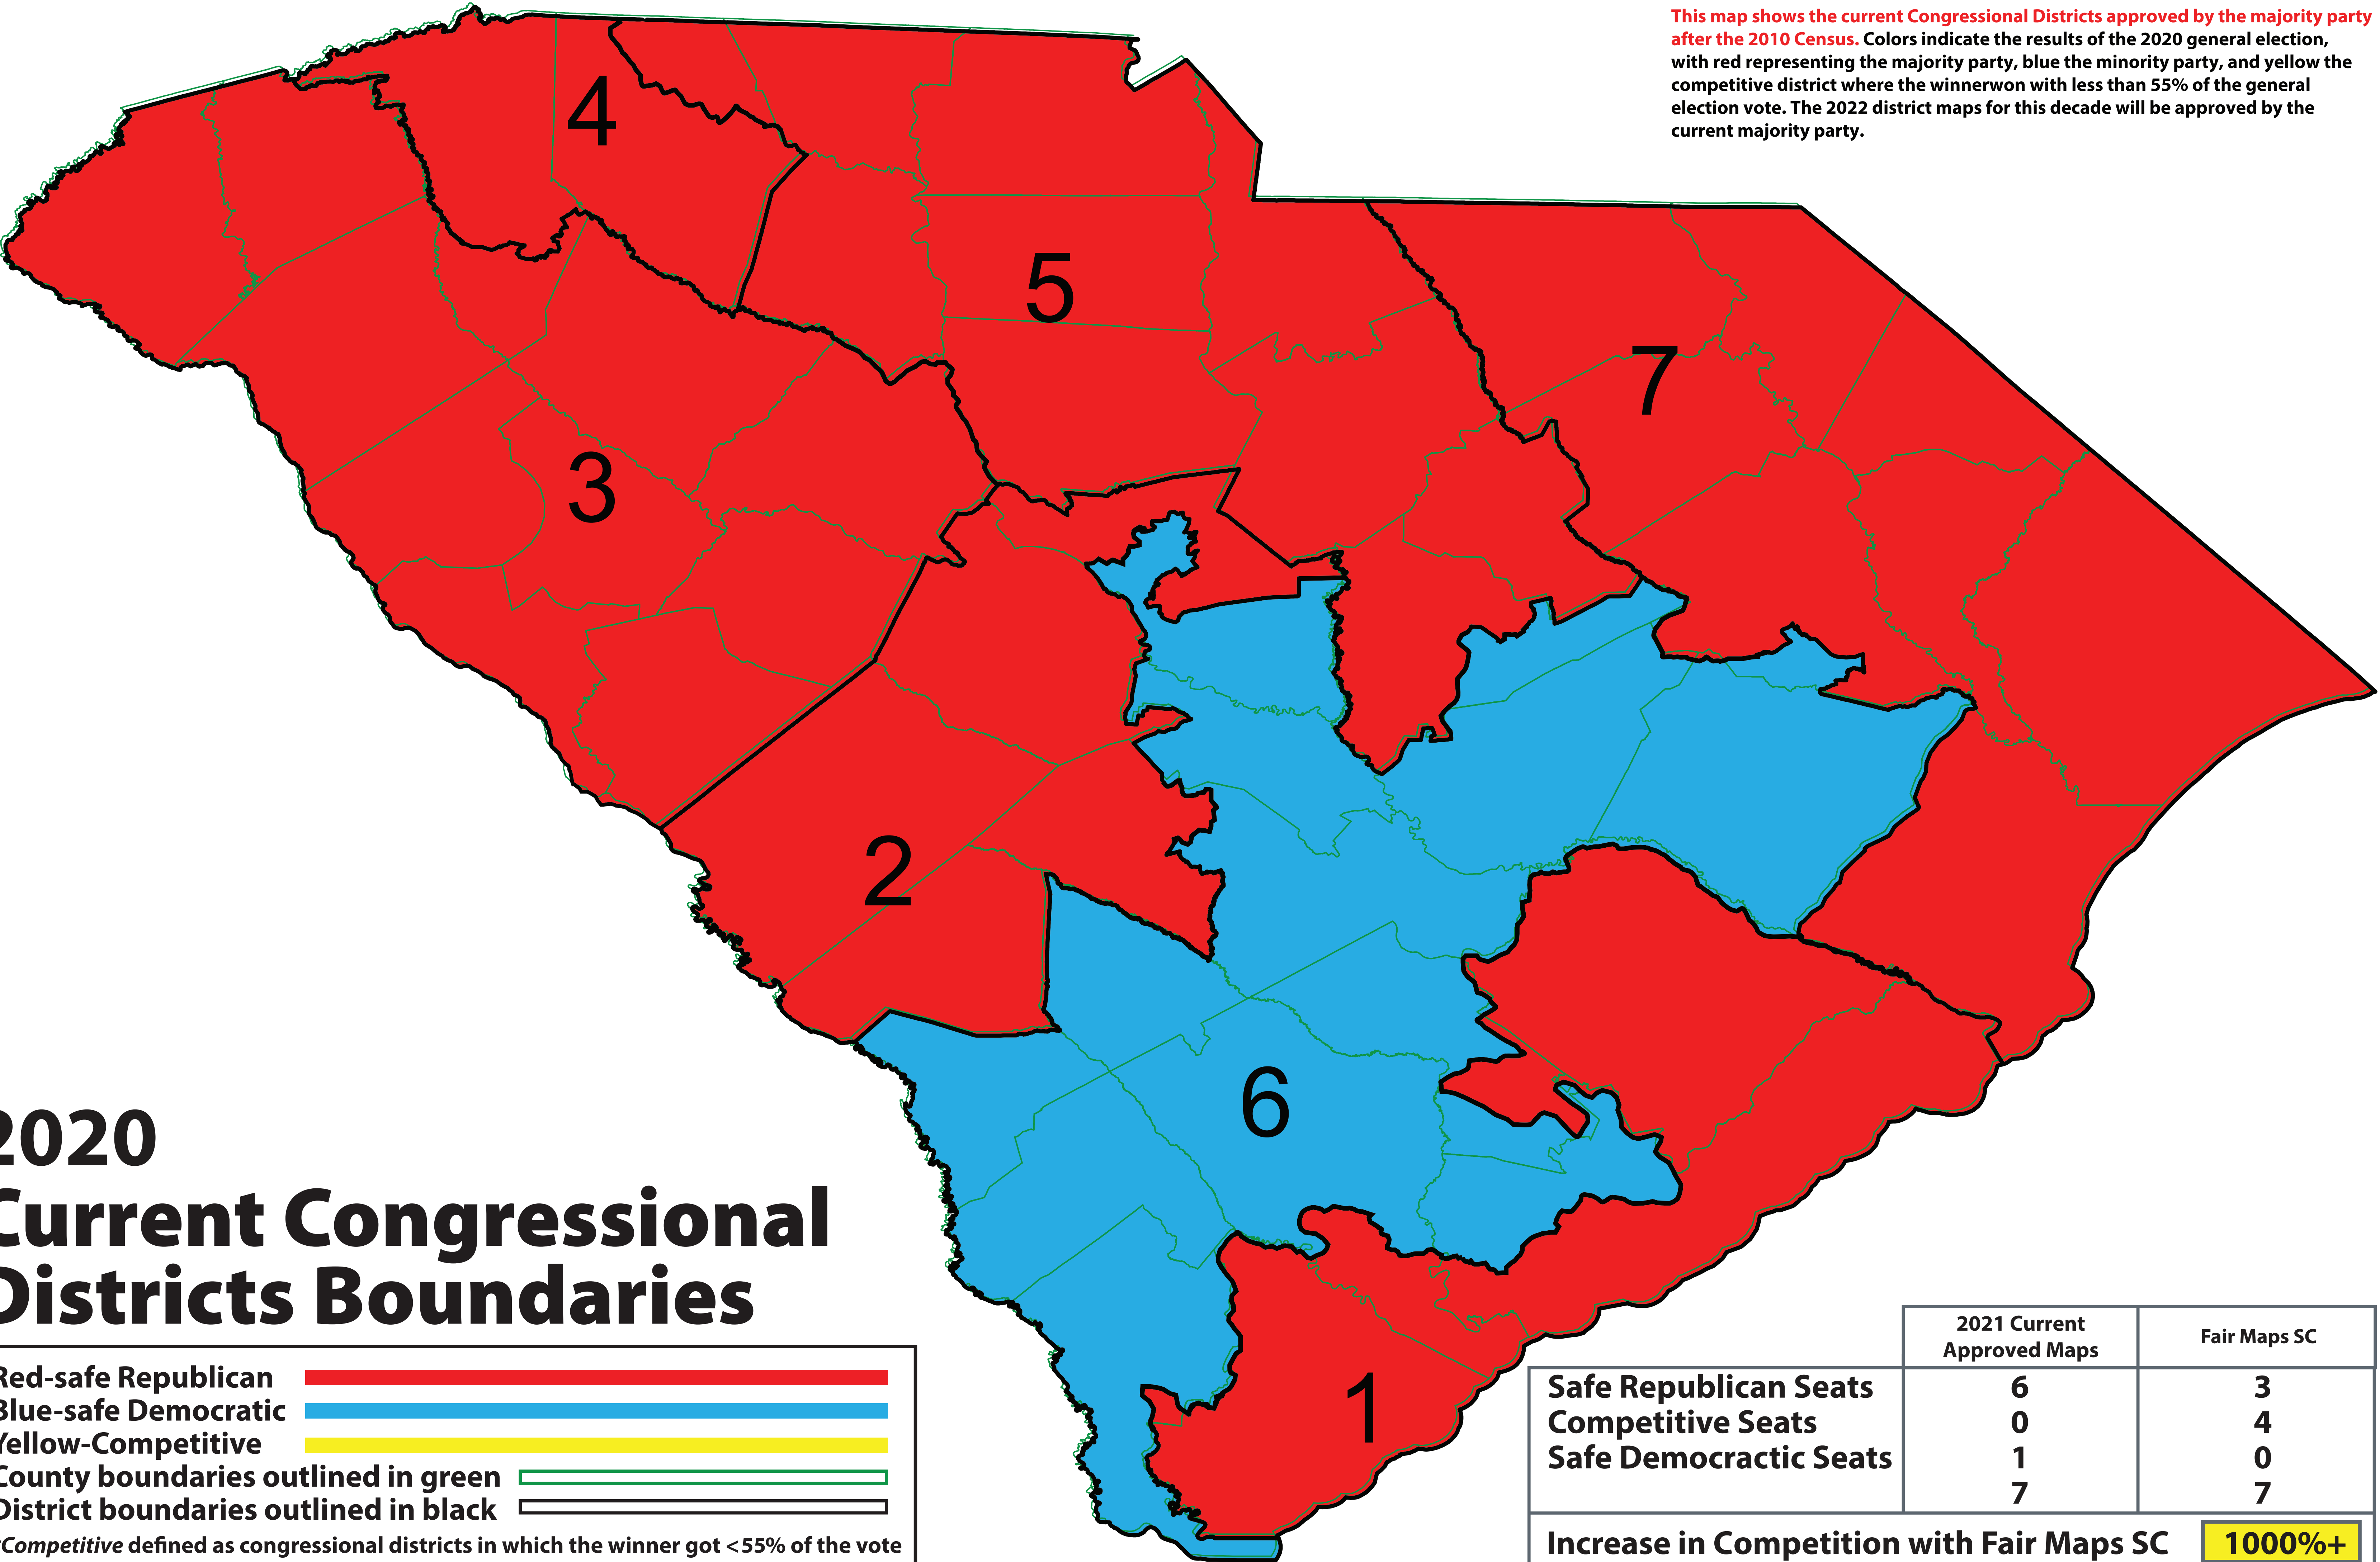 This map shows the current Congressional Districts approved by the majority party
after the 2010 Census. Colors indicate the results of the 2020 general election,
with red representing the majority party, blue the minority party, and yellow the
competitive district where the winnerwon with less than 55% of the general
election vote. The 2022 district maps for this decade will be approved by the
current majority party.
4
5
7
3
2
6
1
2020
Current Congressional
Districts Boundaries
Red-safe Republican
Blue-safe Democratic
Yellow-Competitive
County boundaries outlined in green
District boundaries outlined in black
*Competitive defined as congressional districts in which the winner got <55% of the vote
2021 Current
Approved Maps
Fair Maps SC
Safe Republican Seats 6 3
Competitive Seats 0 4
Safe Democractic Seats 1 0
7 7
Increase in Competition with Fair Maps SC 1000%+